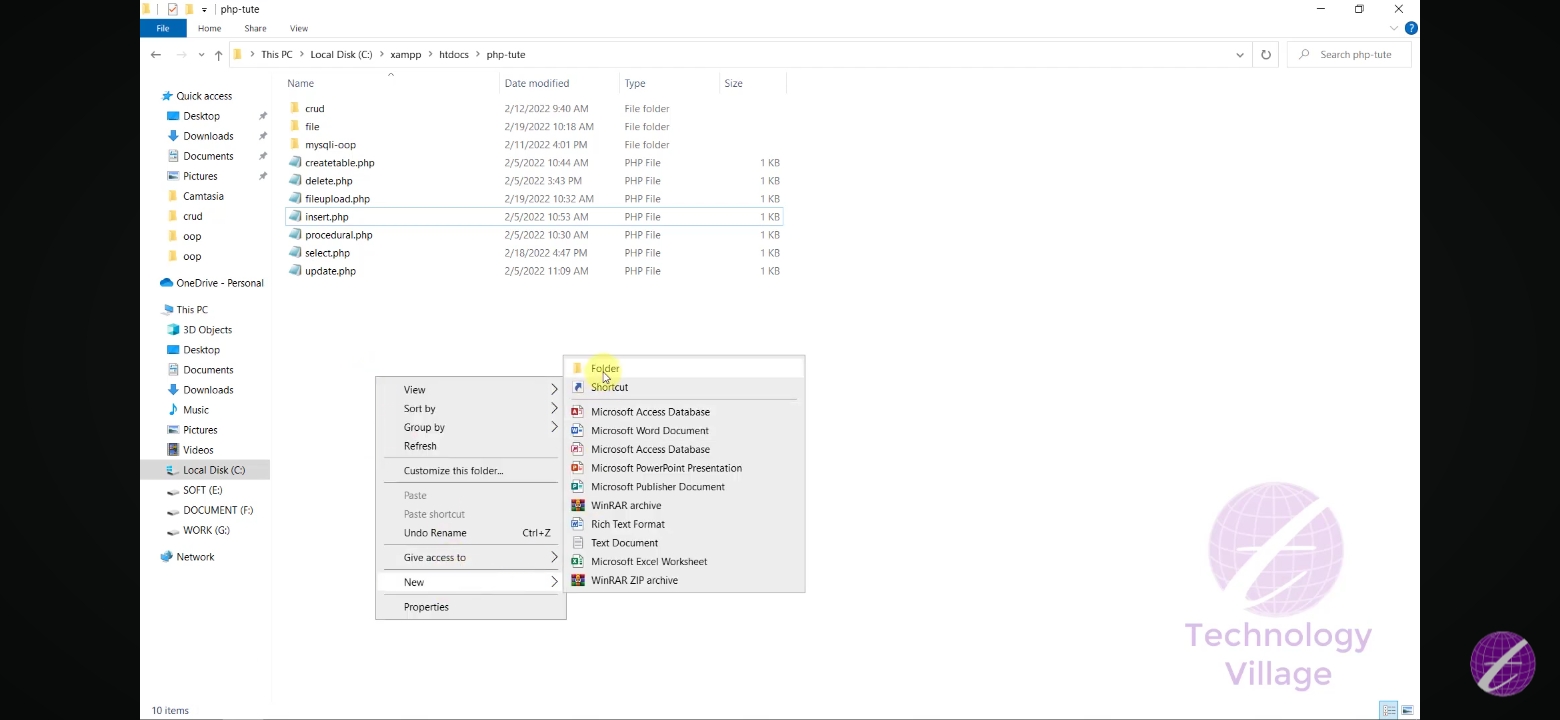 php-tute
File Home Share View
This PC Local Disk (C:) xampp htdocs php-tute
Search php-tute
Name Date modified Type Size
crud 2/12/2022 9:40 AM File folder
file 2/19/2022 10:18 AM File folder
mysqli-oop 2/11/2022 4:01 PM File folder
createtable.php 2/5/2022 10:44 AM PHP File 1 KB
delete.php 2/5/2022 3:43 PM PHP File 1 KB
fileupload.php 2/19/2022 10:32 AM PHP File 1 KB
insert.php 2/5/2022 10:53 AM PHP File 1 KB
procedural.php 2/5/2022 10:30 AM PHP File 1 KB
select.php 2/18/2022 4:47 PM PHP File 1 KB
update.php 2/5/2022 11:09 AM PHP File 1 KB
Quick access
Desktop
Downloads
Documents
Pictures
Camtasia
crud
oop
oop
OneDrive - Personal
This PC
3D Objects
Desktop
Documents
Downloads
Music
Pictures
Videos
Local Disk (C:)
SOFT (E:)
DOCUMENT (F:)
WORK (G:)
Network
View
Sort by
Group by
Refresh
Customize this folder...
Paste
Paste shortcut
Undo Rename Ctrl+Z
Give access to
New
Properties
Folder
Shortcut
Microsoft Access Database
Microsoft Word Document
Microsoft Access Database
Microsoft PowerPoint Presentation
Microsoft Publisher Document
WinRAR archive
Rich Text Format
Text Document
Microsoft Excel Worksheet
WinRAR ZIP archive
Technology
Village
10 items